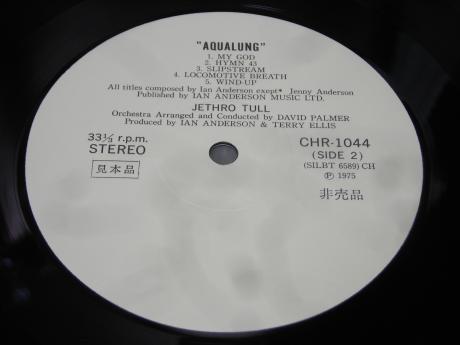 "AQUALUNG"
1. MY GOD
2. HYMN 43
3. SLIPSTREAM
4. LOCOMOTIVE BREATH
5. WIND-UP
All titles composed by Ian Anderson exept* Jenny Anderson
Published by IAN ANDERSON MUSIC LTD.
JETHRO TULL
Orchestra Arranged and Conducted by DAVID PALMER
Produced by IAN ANDERSON & TERRY ELLIS
33⅓ r.p.m.
STEREO
見本品
CHR-1044
(SIDE 2)
(SILBT 6589) CH
Ⓟ 1975
非売品